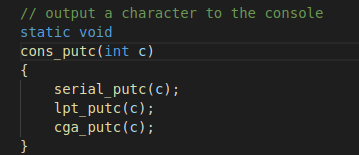 // output a character to the console
static void
cons_putc(int c)
{
    serial_putc(c);
    lpt_putc(c);
    cga_putc(c);
}